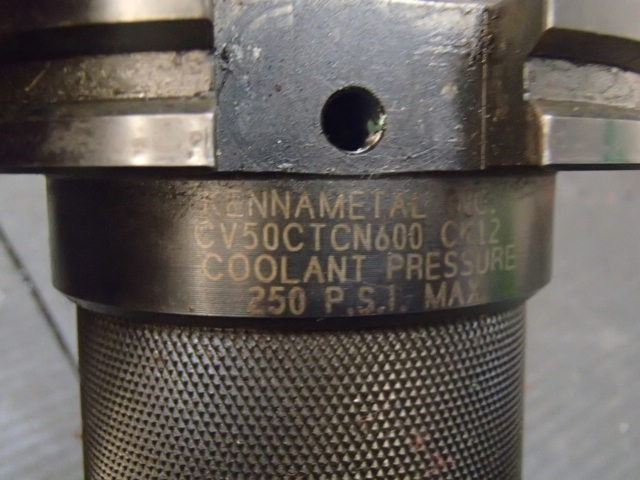 KENNAMETAL INC.
CV50CTCN600 CK12
COOLANT PRESSURE
250 P.S.I. MAX